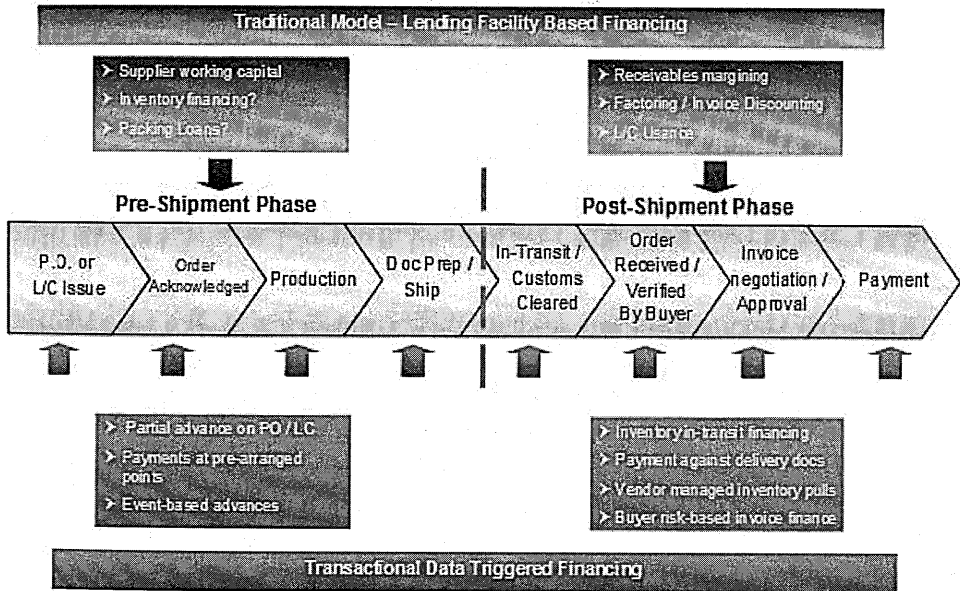 Traditional Model – Lending Facility Based Financing
➤ Supplier working capital
➤ Inventory financing?
➤ Packing Loans?
➤ Receivables margining
➤ Factoring / Invoice Discounting
➤ L/C Usance
Pre-Shipment Phase
Post-Shipment Phase
P.O. or
L/C Issue
Order
Acknowledged
Production
Doc Prep /
Ship
In-Transit /
Customs
Cleared
Order
Received /
Verified
By Buyer
Invoice
negotiation /
Approval
Payment
➤ Partial advance on PO / LC
➤ Payments at pre-arranged
points
➤ Event-based advances
➤ Inventory in-transit financing
➤ Payment against delivery docs
➤ Vendor managed inventory pulls
➤ Buyer risk-based invoice finance
Transactional Data Triggered Financing